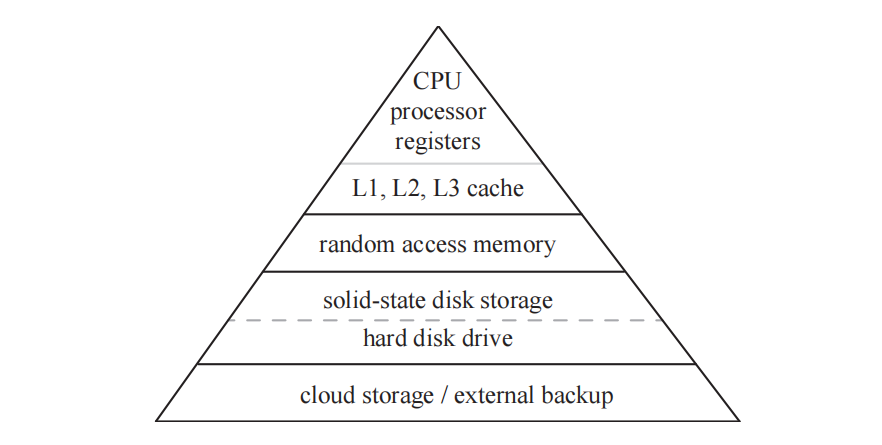 CPU
processor
registers
L1, L2, L3 cache
random access memory
solid-state disk storage
hard disk drive
cloud storage / external backup